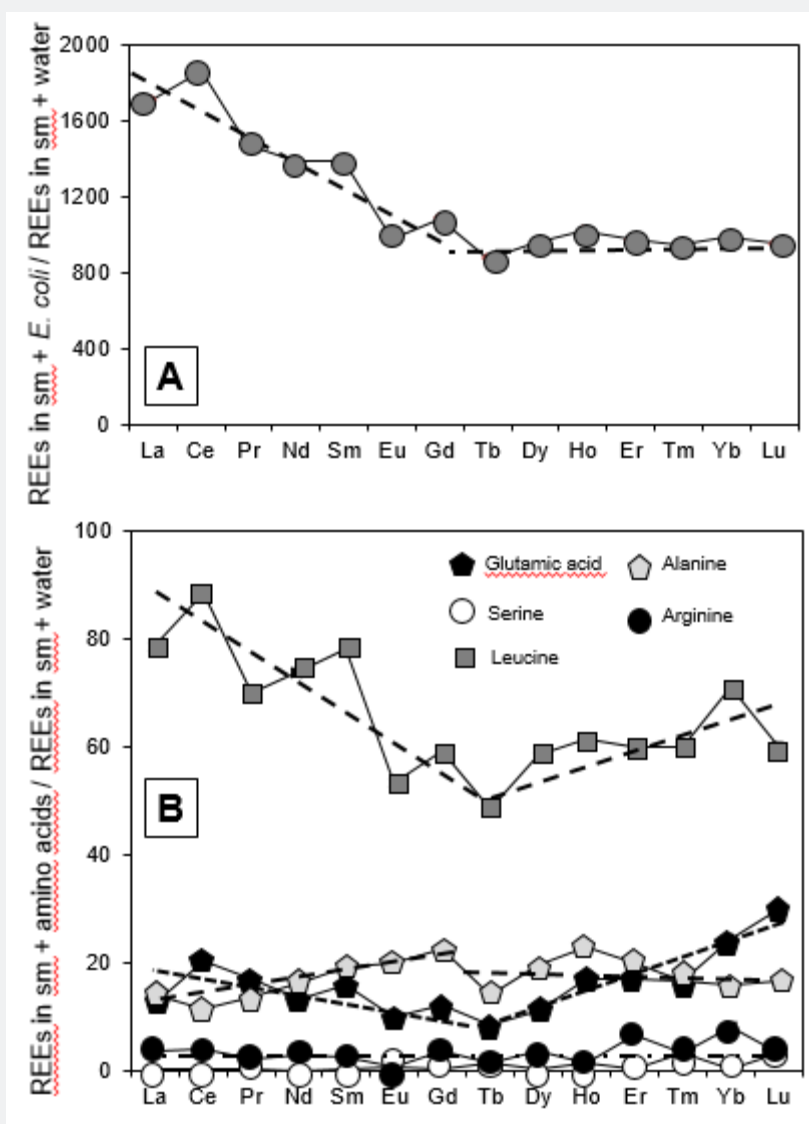 REEs in sm + E. coli / REEs in sm + water
2000
1600
1200
800
400
0
A
La Ce Pr Nd Sm Eu Gd Tb Dy Ho Er Tm Yb Lu
REEs in sm + amino acids / REEs in sm + water
100
80
60
40
20
0
Glutamic acid
Alanine
Serine
Arginine
Leucine
B
La Ce Pr Nd Sm Eu Gd Tb Dy Ho Er Tm Yb Lu